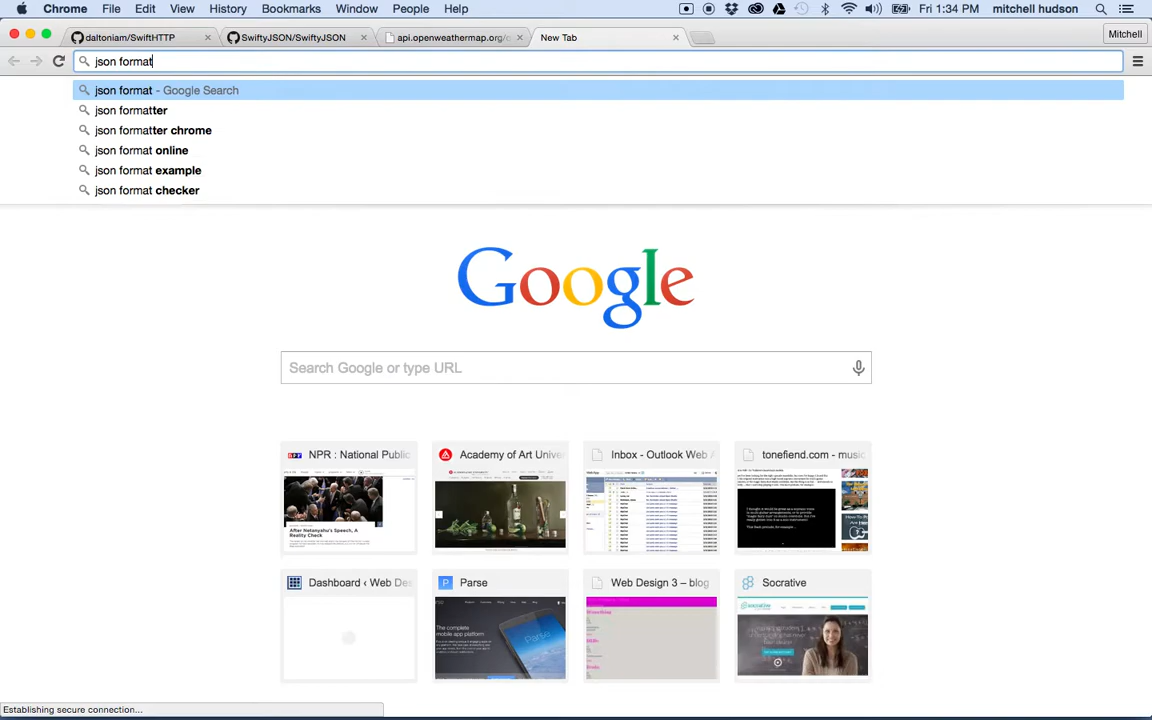 Chrome File Edit View History Bookmarks Window People Help Fri 1:34 PM mitchell hudson
daltoniam/SwiftHTTP SwiftyJSON/SwiftyJSON api.openweathermap.org/c New Tab Mitchell
json format
json format - Google Search
json formatter
json formatter chrome
json format online
json format example
json format checker
Google
Search Google or type URL
NPR : National Public Academy of Art Univer Inbox - Outlook Web A tonefiend.com - music
After Netanyahu's Speech, A
Reality Check
Dashboard ‹ Web Des Parse Web Design 3 – blog Socrative
The complete
mobile app platform
Parse
socrative
Establishing secure connection...